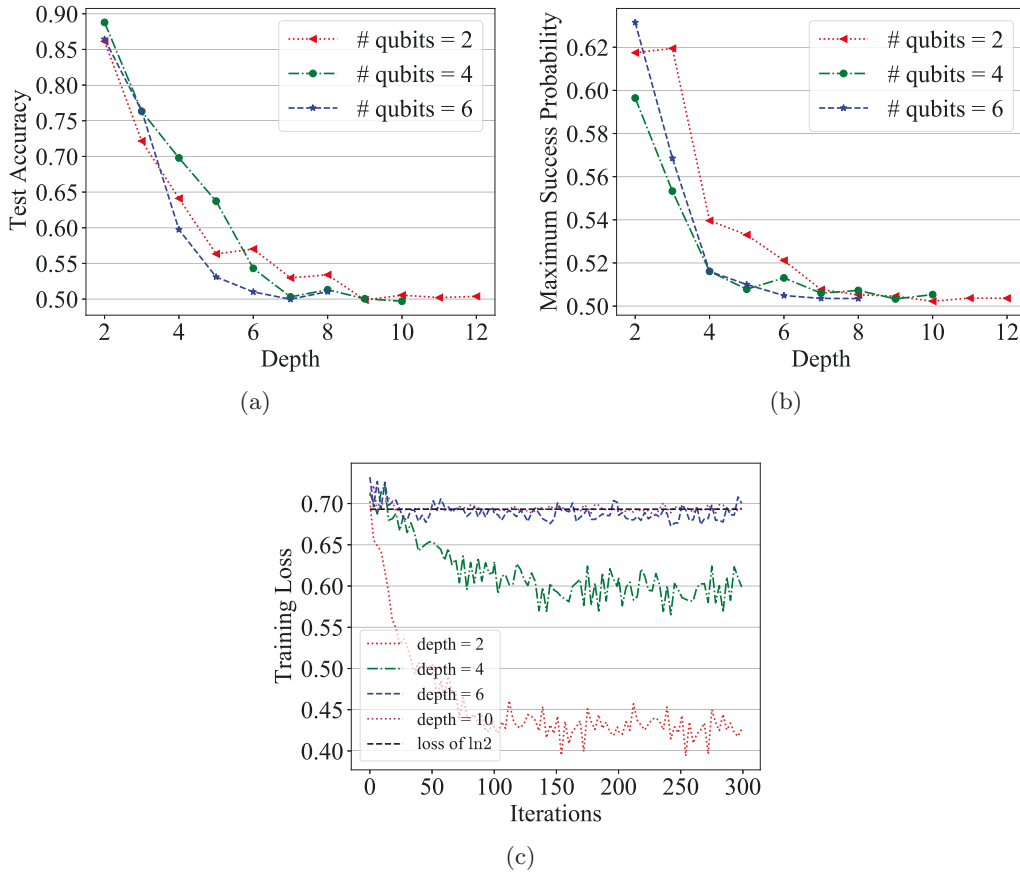 0.90
0.85
0.80
0.75
0.70
0.65
0.60
0.55
0.50
Test Accuracy
# qubits = 2
# qubits = 4
# qubits = 6
2 4 6 8 10 12
Depth
(a)
0.62
0.60
0.58
0.56
0.54
0.52
0.50
Maximum Success Probability
# qubits = 2
# qubits = 4
# qubits = 6
2 4 6 8 10 12
Depth
(b)
0.70
0.65
0.60
0.55
0.50
0.45
0.40
Training Loss
depth = 2
depth = 4
depth = 6
depth = 10
loss of ln2
0 50 100 150 200 250 300
Iterations
(c)